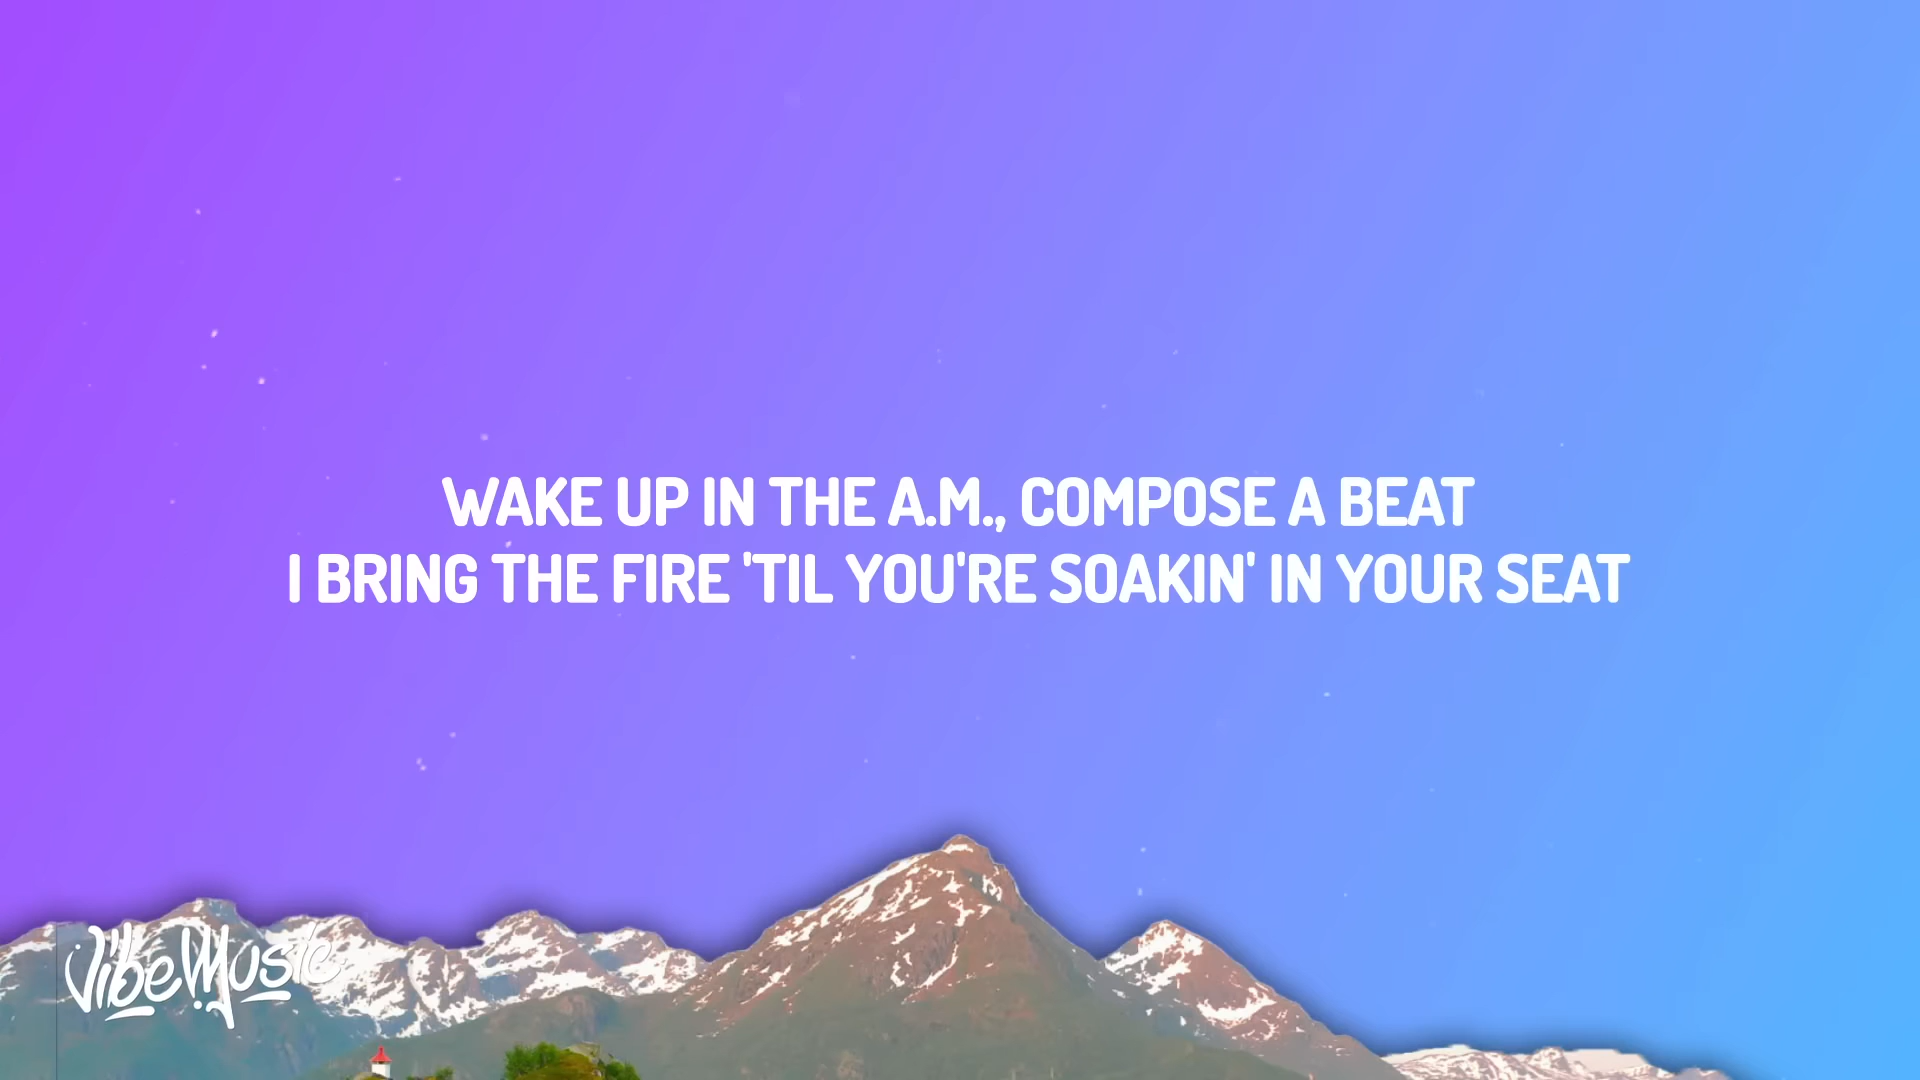 WAKE UP IN THE A.M., COMPOSE A BEAT
I BRING THE FIRE 'TIL YOU'RE SOAKIN' IN YOUR SEAT
VibeMusic